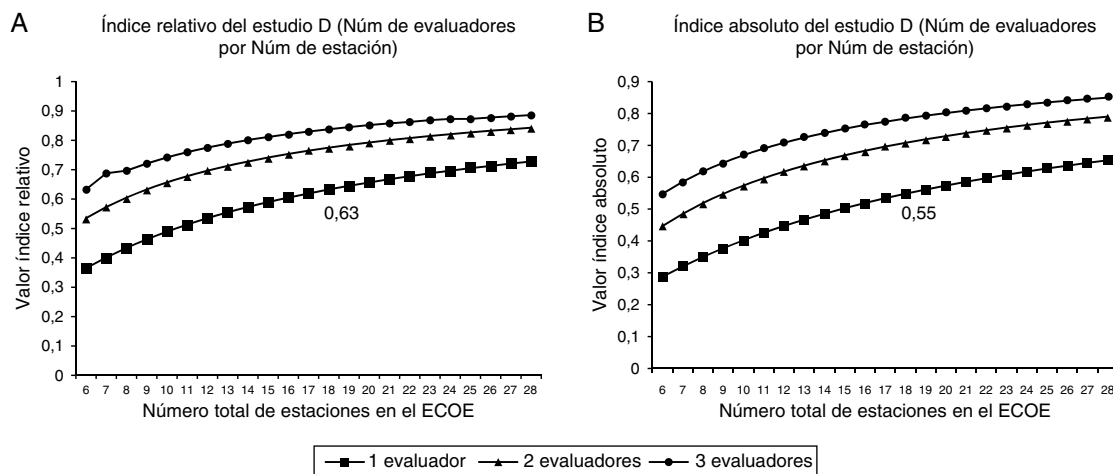 A
Índice relativo del estudio D (Núm de evaluadores
por Núm de estación)
Valor índice relativo
1
0,9
0,8
0,7
0,6
0,5
0,4
0,3
0,2
0,1
0
0,63
6 7 8 9 10 11 12 13 14 15 16 17 18 19 20 21 22 23 24 25 26 27 28
Número total de estaciones en el ECOE
B
Índice absoluto del estudio D (Núm de evaluadores
por Núm de estación)
Valor índice absoluto
0,9
0,8
0,7
0,6
0,5
0,4
0,3
0,2
0,1
0
0,55
6 7 8 9 10 11 12 13 14 15 16 17 18 19 20 21 22 23 24 25 26 27 28
Número total de estaciones en el ECOE
1 evaluador 2 evaluadores 3 evaluadores